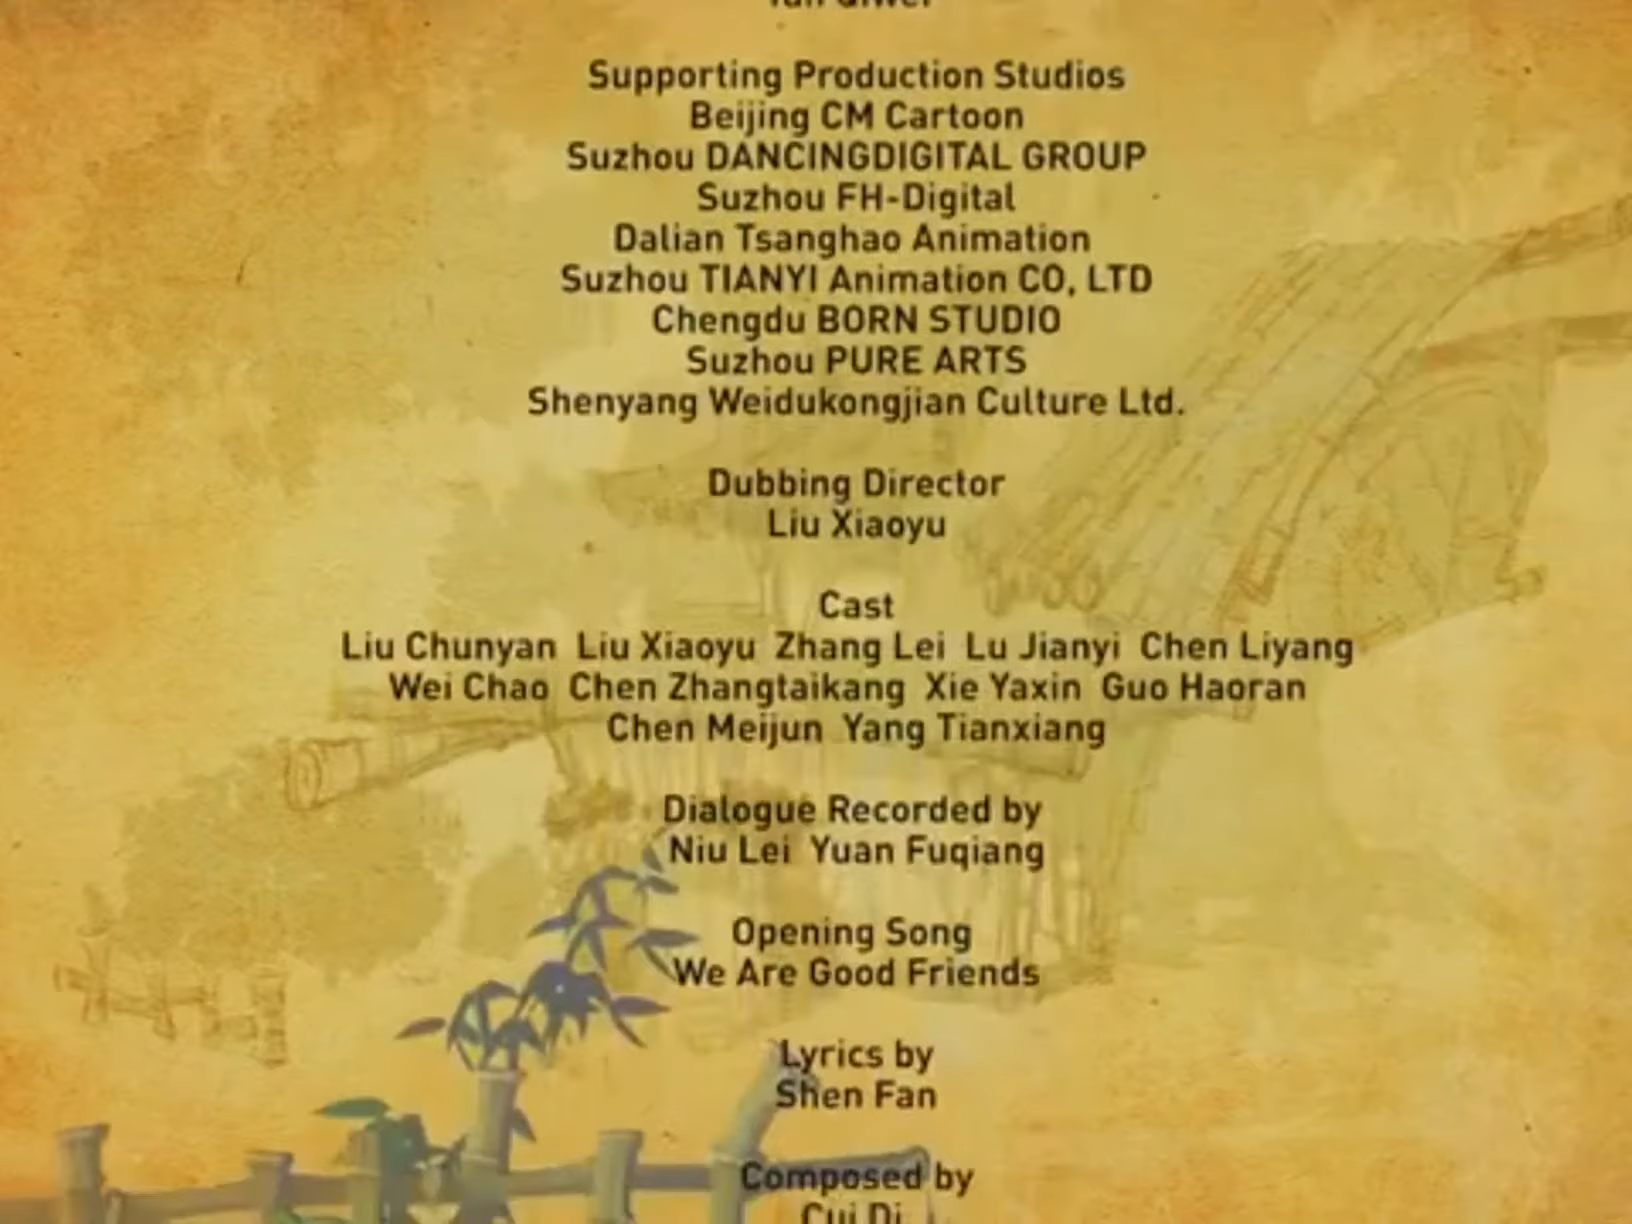 Supporting Production Studios
Beijing CM Cartoon
Suzhou DANCINGDIGITAL GROUP
Suzhou FH-Digital
Dalian Tsanghao Animation
Suzhou TIANYI Animation CO, LTD
Chengdu BORN STUDIO
Suzhou PURE ARTS
Shenyang Weidukongjian Culture Ltd.
Dubbing Director
Liu Xiaoyu
Cast
Liu Chunyan Liu Xiaoyu Zhang Lei Lu Jianyi Chen Liyang
Wei Chao Chen Zhangtaikang Xie Yaxin Guo Haoran
Chen Meijun Yang Tianxiang
Dialogue Recorded by
Niu Lei Yuan Fuqiang
Opening Song
We Are Good Friends
Lyrics by
Shen Fan
Composed by
Cui Di